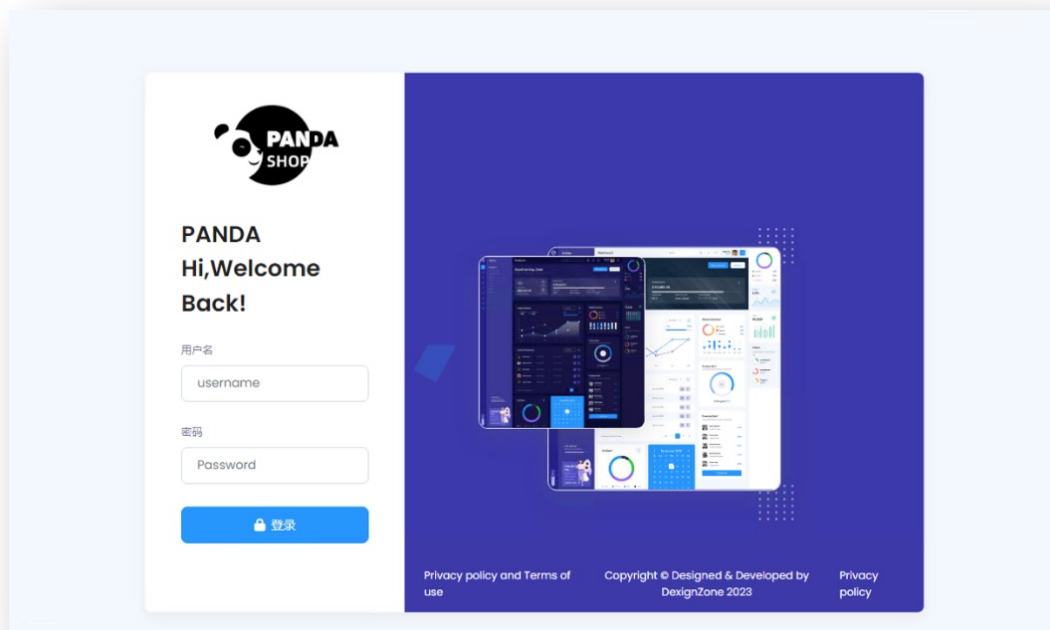 PANDA
SHOP
PANDA
Hi,Welcome
Back!
用户名
username
密码
Password
登录
Privacy policy and Terms of
use
Copyright © Designed & Developed by
DexignZone 2023
Privacy
policy